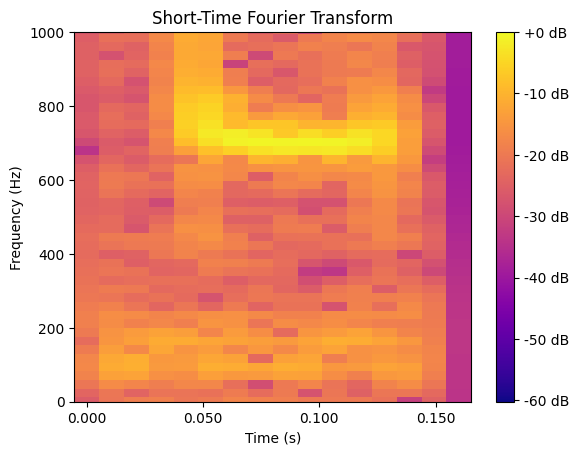 Short-Time Fourier Transform
Frequency (Hz)
1000
800
600
400
200
0
0.000
0.050
0.100
0.150
Time (s)
+0 dB
-10 dB
-20 dB
-30 dB
-40 dB
-50 dB
-60 dB